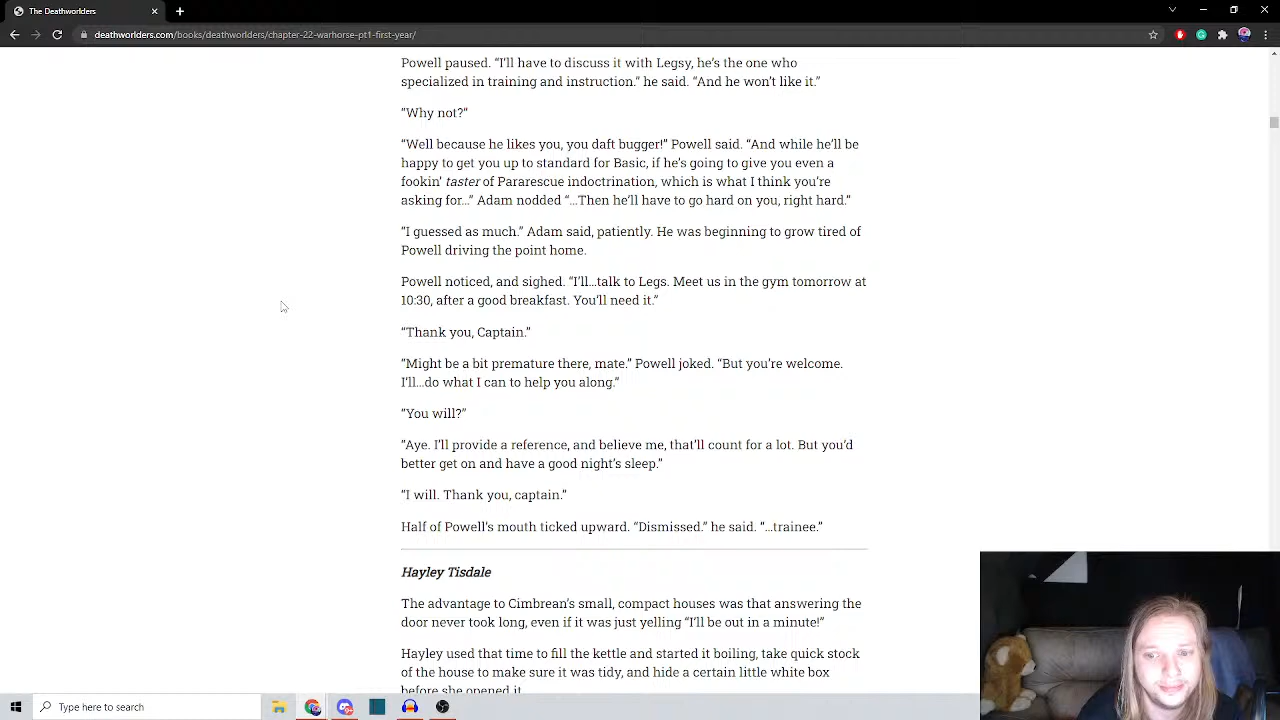 The Deathworlders
deathworlders.com/books/deathworlders/chapter-22-warhorse-pt1-first-year/
Powell paused. “I’ll have to discuss it with Legsy, he’s the one who
specialized in training and instruction.” he said. “And he won’t like it.”
“Why not?”
“Well because he likes you, you daft bugger!” Powell said. “And while he’ll be
happy to get you up to standard for Basic, if he’s going to give you even a
fookin’ taster of Pararescue indoctrination, which is what I think you’re
asking for…” Adam nodded “…Then he’ll have to go hard on you, right hard.”
“I guessed as much.” Adam said, patiently. He was beginning to grow tired of
Powell driving the point home.
Powell noticed, and sighed. “I’ll…talk to Legs. Meet us in the gym tomorrow at
10:30, after a good breakfast. You’ll need it.”
“Thank you, Captain.”
“Might be a bit premature there, mate.” Powell joked. “But you’re welcome.
I’ll…do what I can to help you along.”
“You will?”
“Aye. I’ll provide a reference, and believe me, that’ll count for a lot. But you’d
better get on and have a good night’s sleep.”
“I will. Thank you, captain.”
Half of Powell’s mouth ticked upward. “Dismissed.” he said. “…trainee.”
Hayley Tisdale
The advantage to Cimbrean’s small, compact houses was that answering the
door never took long, even if it was just yelling “I’ll be out in a minute!”
Hayley used that time to fill the kettle and started it boiling, take quick stock
of the house to make sure it was tidy, and hide a certain little white box
before she opened it.
Type here to search